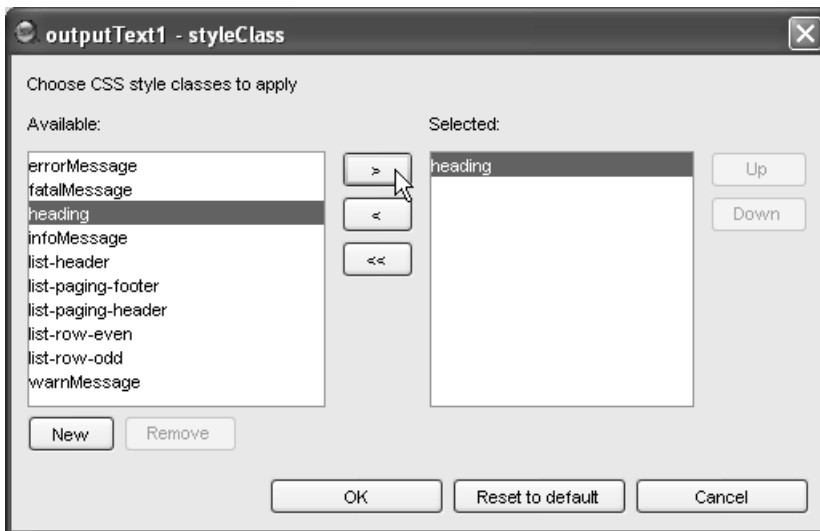 outputText1 - styleClass
Choose CSS style classes to apply
Available:
Selected:
errorMessage
fatalMessage
heading
infoMessage
list-header
list-paging-footer
list-paging-header
list-row-even
list-row-odd
warnMessage
>
<
<<
heading
Up
Down
New
Remove
OK
Reset to default
Cancel